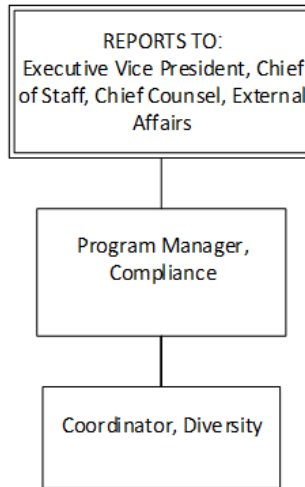 REPORTS TO:
Executive Vice President, Chief
of Staff, Chief Counsel, External
Affairs
Program Manager,
Compliance
Coordinator, Diversity